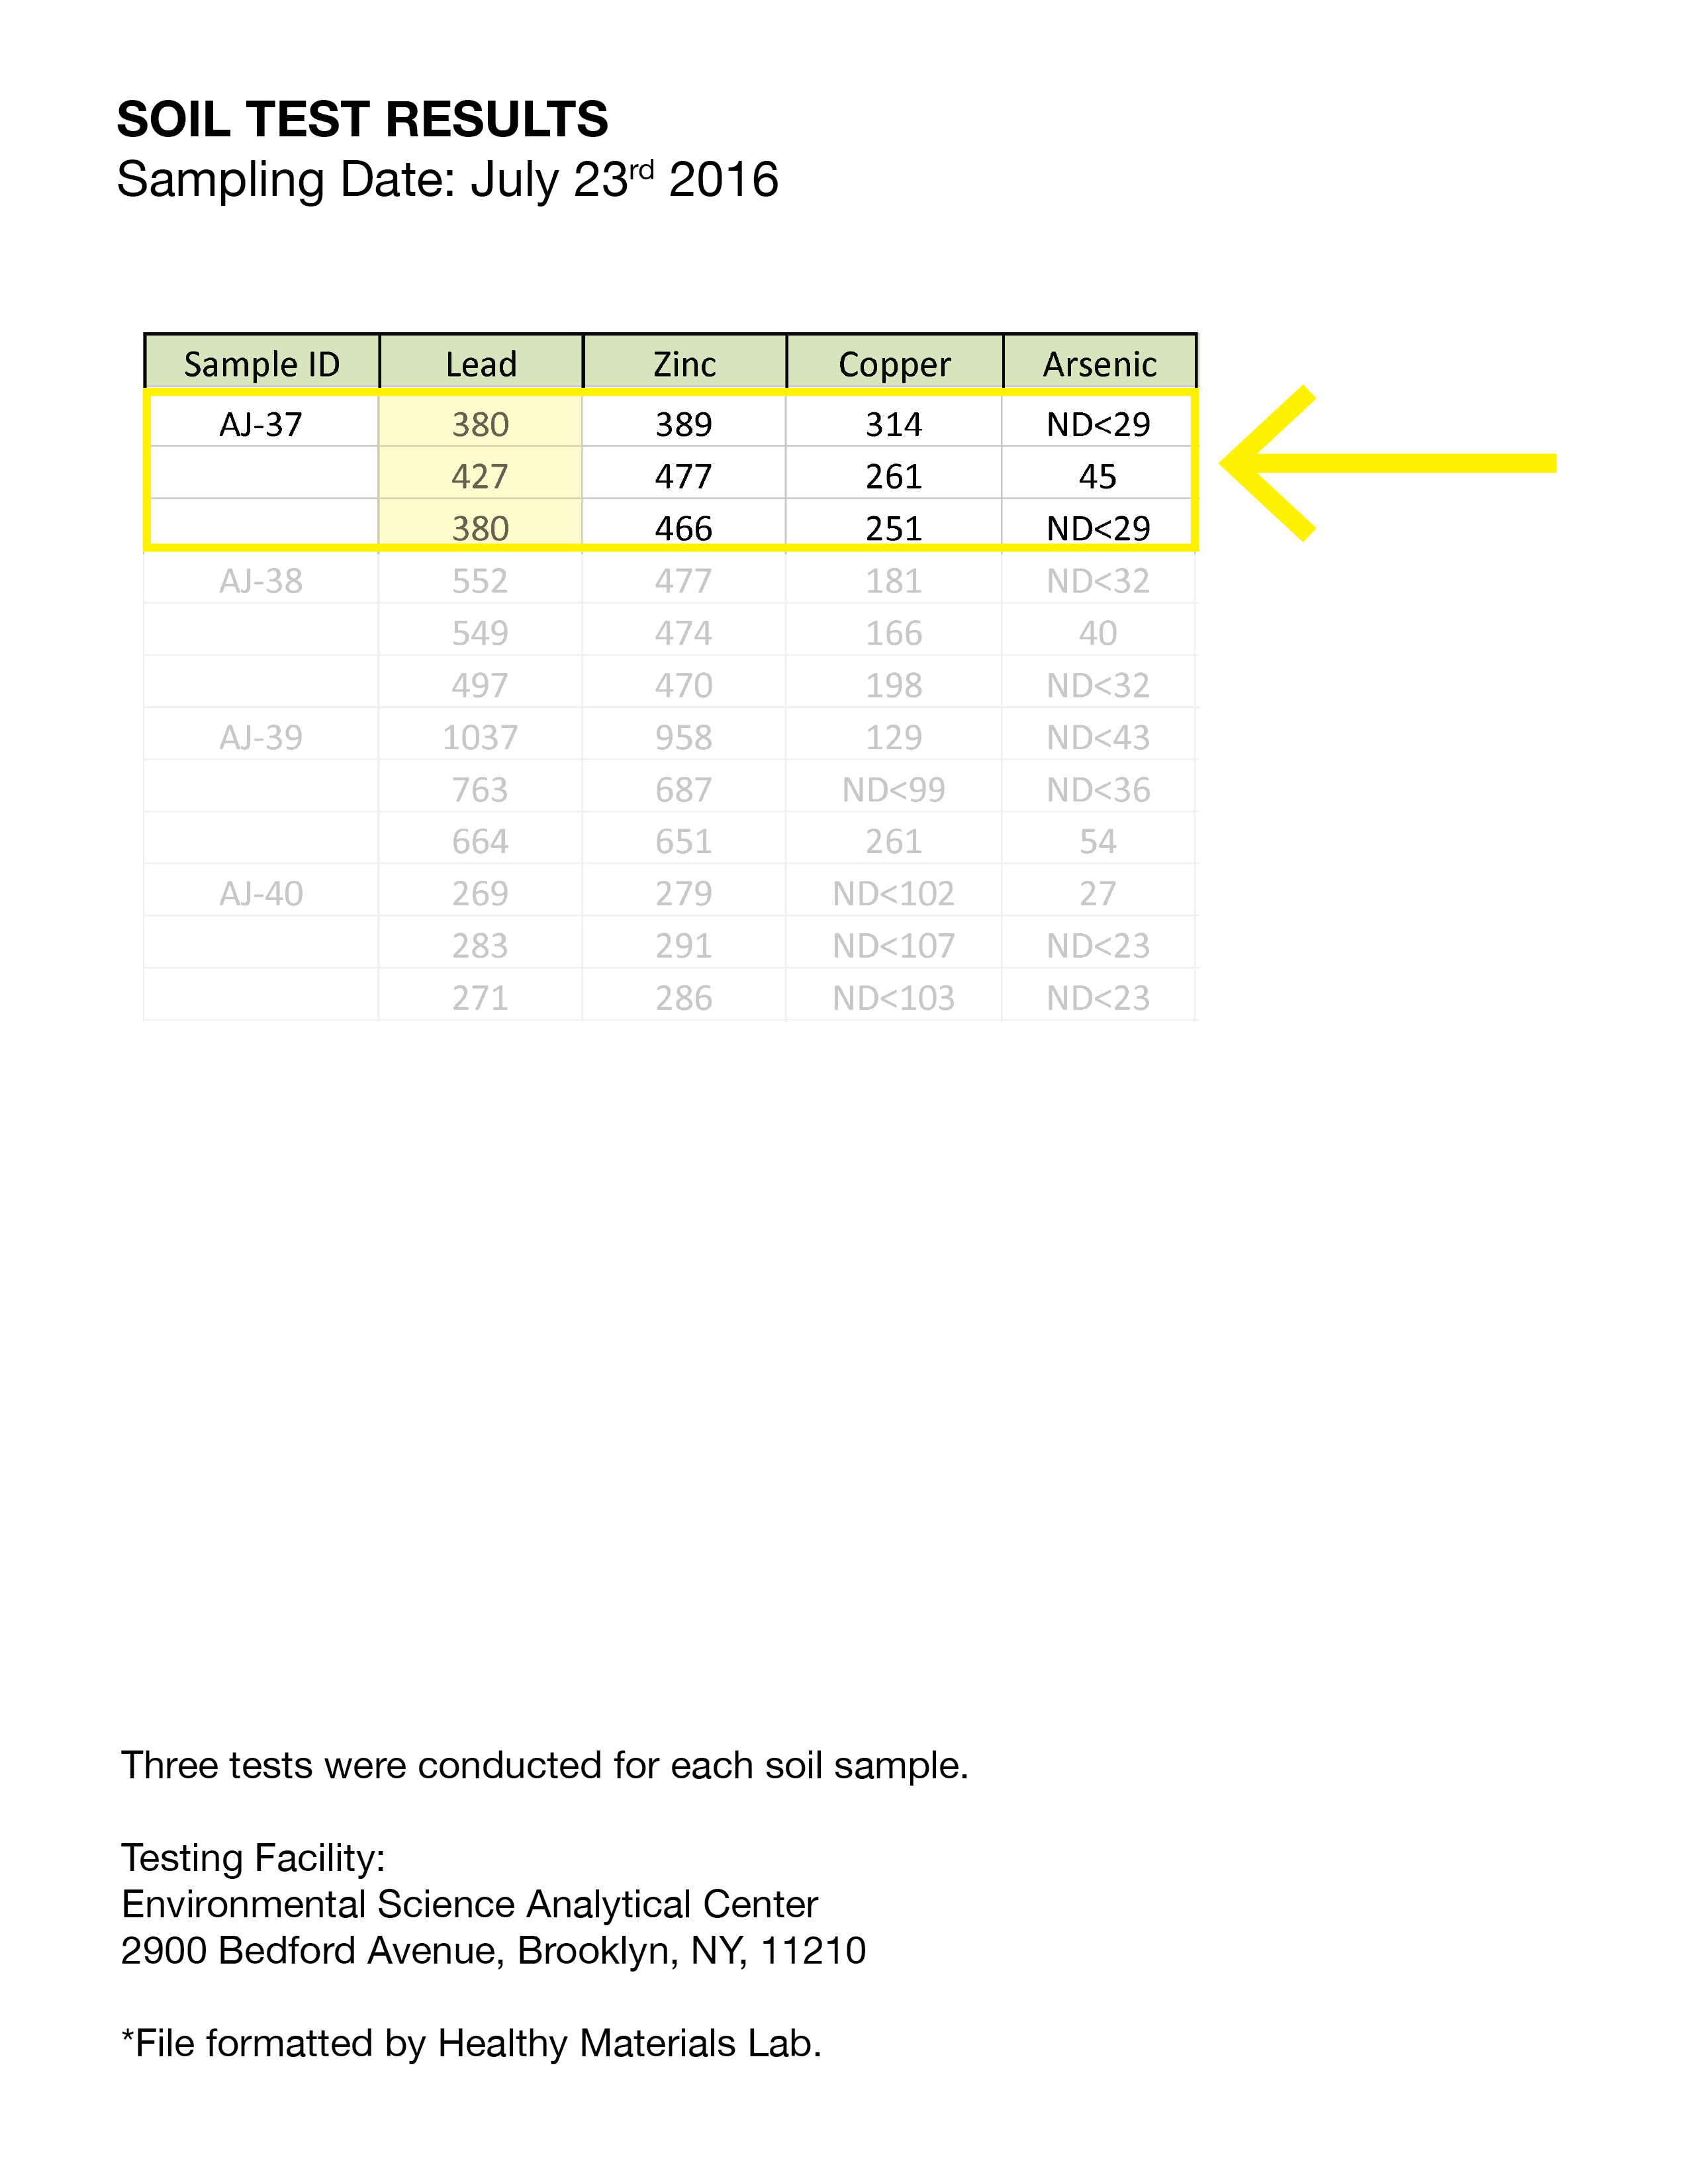 SOIL TEST RESULTS
Sampling Date: July 23rd 2016
Sample ID Lead Zinc Copper Arsenic
AJ-37 380 389 314 ND<29
427 477 261 45
380 466 251 ND<29
AJ-38 552 477 181 ND<32
549 474 166 40
497 470 198 ND<32
AJ-39 1037 958 129 ND<43
763 687 ND<99 ND<36
664 651 261 54
AJ-40 269 279 ND<102 27
283 291 ND<107 ND<23
271 286 ND<103 ND<23
Three tests were conducted for each soil sample.
Testing Facility:
Environmental Science Analytical Center
2900 Bedford Avenue, Brooklyn, NY, 11210
*File formatted by Healthy Materials Lab.